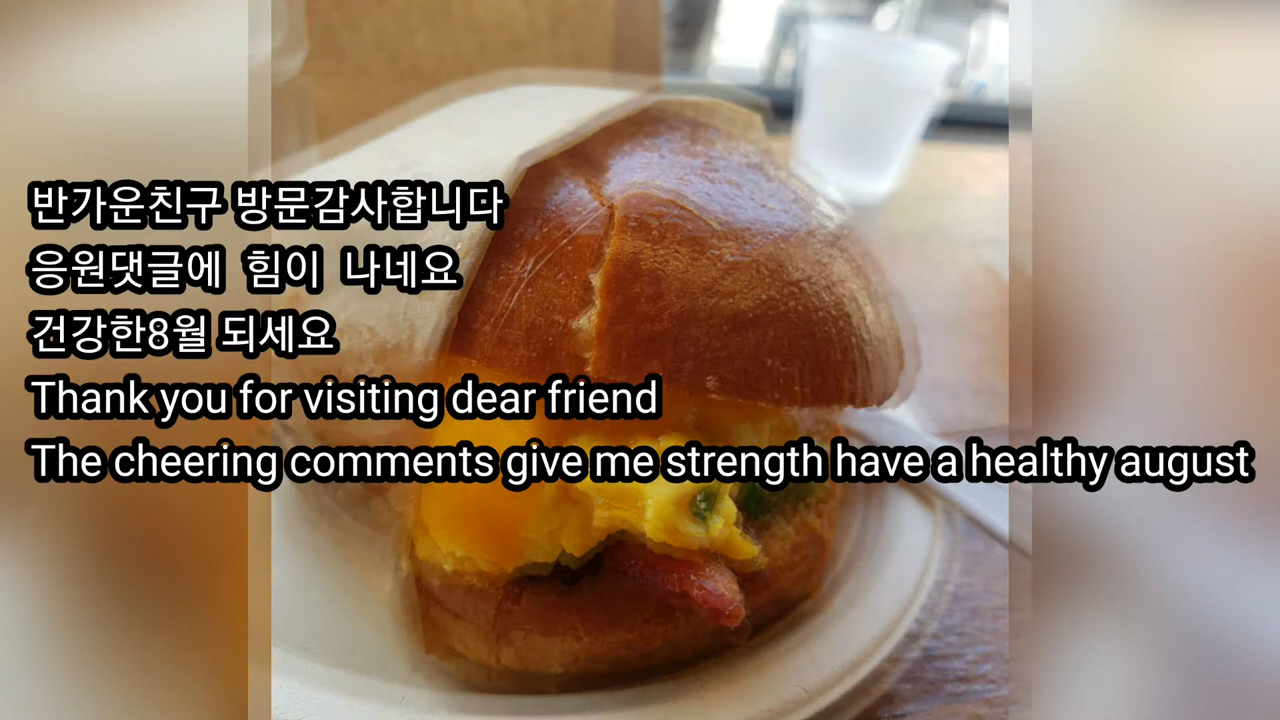 반가운친구 방문감사합니다
응원댓글에 힘이 나네요
건강한8월 되세요
Thank you for visiting dear friend
The cheering comments give me strength have a healthy august